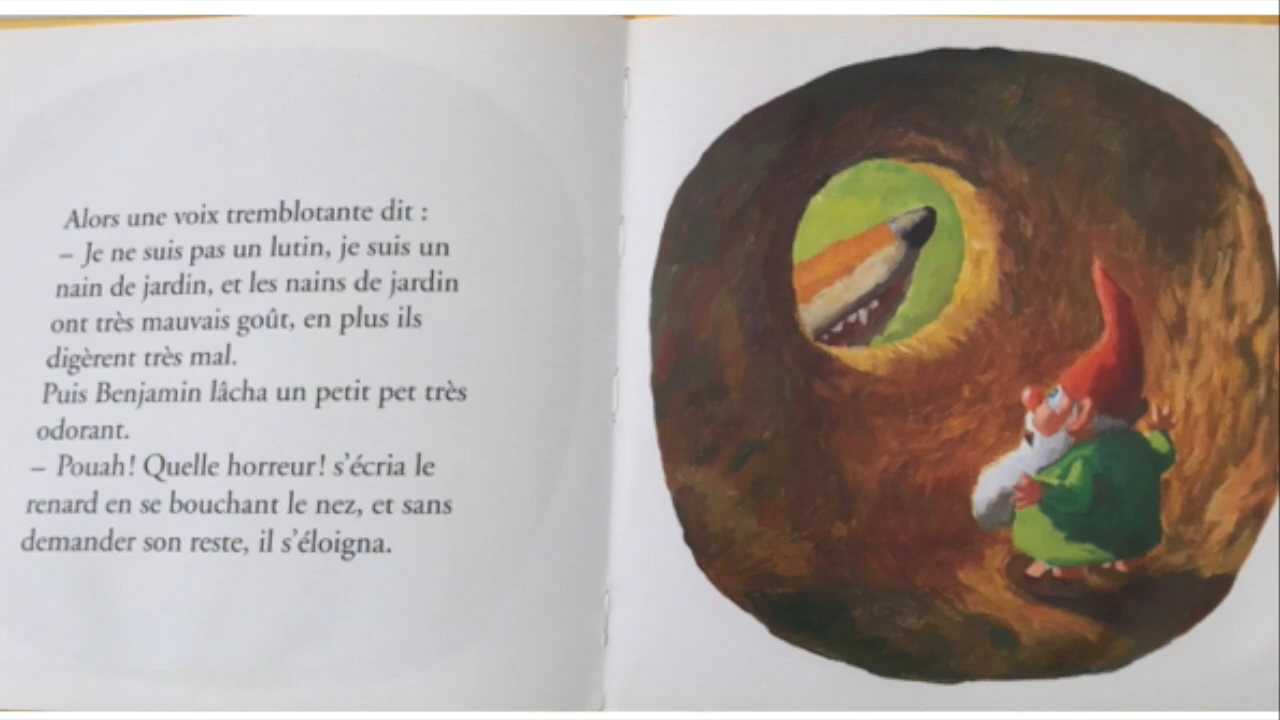 Alors une voix tremblotante dit :
– Je ne suis pas un lutin, je suis un
nain de jardin, et les nains de jardin
ont très mauvais goût, en plus ils
digèrent très mal.
Puis Benjamin lâcha un petit pet très
odorant.
– Pouah! Quelle horreur! s'écria le
renard en se bouchant le nez, et sans
demander son reste, il s'éloigna.